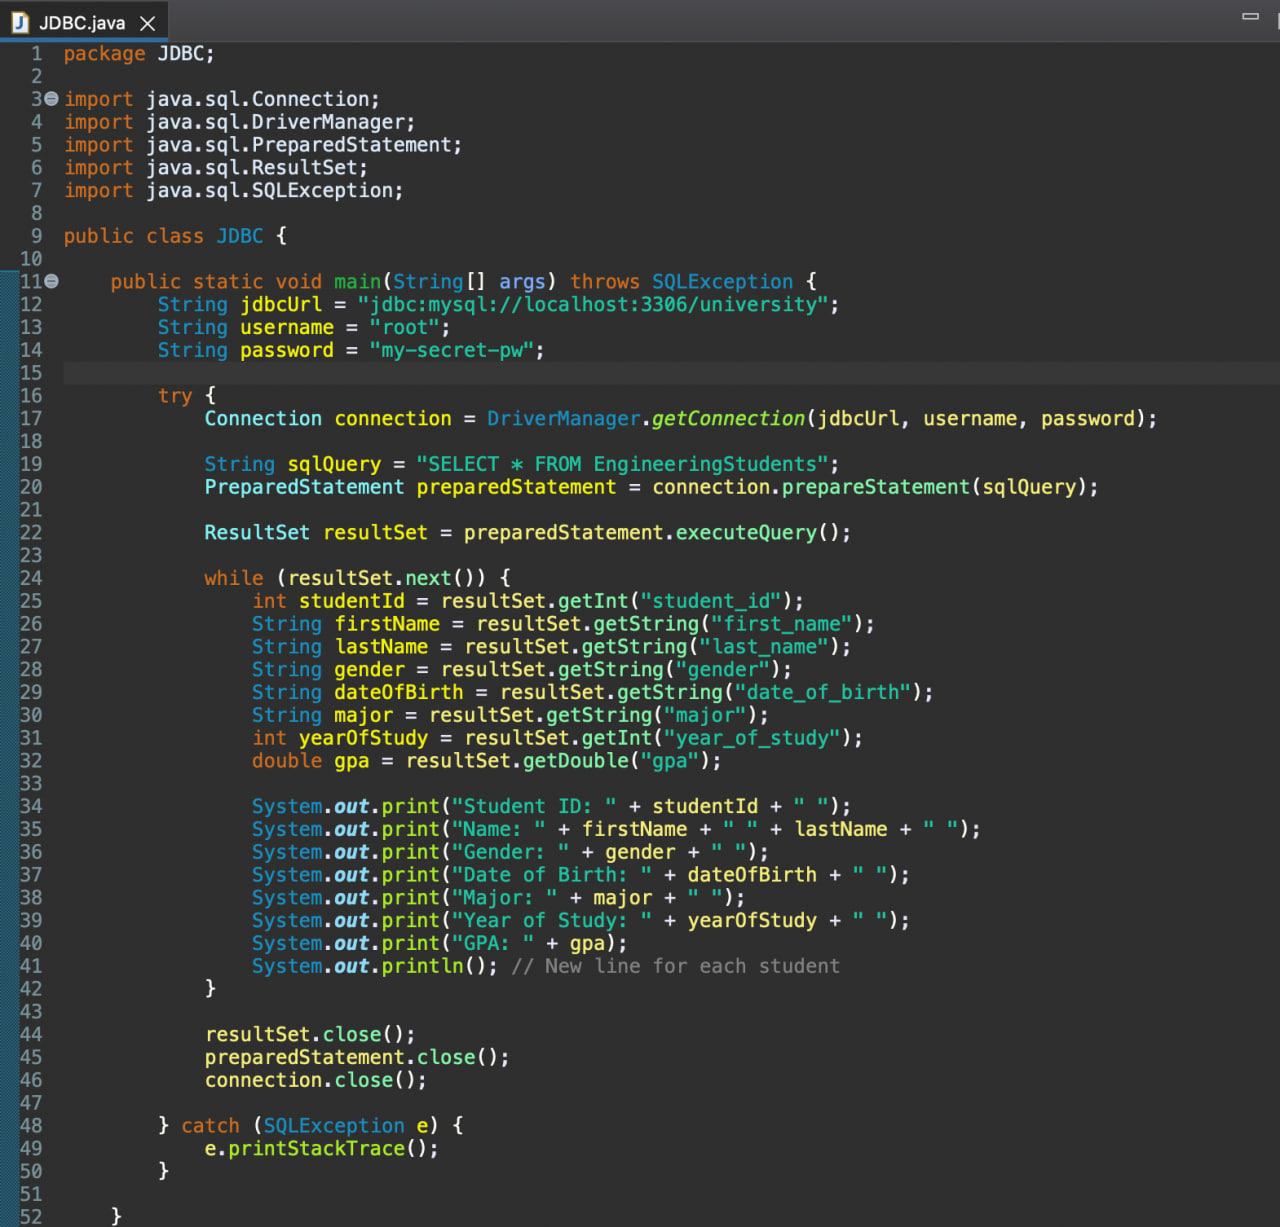 JDBC.java
1 package JDBC;
2
3 import java.sql.Connection;
4 import java.sql.DriverManager;
5 import java.sql.PreparedStatement;
6 import java.sql.ResultSet;
7 import java.sql.SQLException;
8
9 public class JDBC {
10
11     public static void main(String[] args) throws SQLException {
12         String jdbcUrl = "jdbc:mysql://localhost:3306/university";
13         String username = "root";
14         String password = "my-secret-pw";
15
16         try {
17             Connection connection = DriverManager.getConnection(jdbcUrl, username, password);
18
19             String sqlQuery = "SELECT * FROM EngineeringStudents";
20             PreparedStatement preparedStatement = connection.prepareStatement(sqlQuery);
21
22             ResultSet resultSet = preparedStatement.executeQuery();
23
24             while (resultSet.next()) {
25                 int studentId = resultSet.getInt("student_id");
26                 String firstName = resultSet.getString("first_name");
27                 String lastName = resultSet.getString("last_name");
28                 String gender = resultSet.getString("gender");
29                 String dateOfBirth = resultSet.getString("date_of_birth");
30                 String major = resultSet.getString("major");
31                 int yearOfStudy = resultSet.getInt("year_of_study");
32                 double gpa = resultSet.getDouble("gpa");
33
34                 System.out.print("Student ID: " + studentId + " ");
35                 System.out.print("Name: " + firstName + " " + lastName + " ");
36                 System.out.print("Gender: " + gender + " ");
37                 System.out.print("Date of Birth: " + dateOfBirth + " ");
38                 System.out.print("Major: " + major + " ");
39                 System.out.print("Year of Study: " + yearOfStudy + " ");
40                 System.out.print("GPA: " + gpa);
41                 System.out.println(); // New line for each student
42             }
43
44             resultSet.close();
45             preparedStatement.close();
46             connection.close();
47
48         } catch (SQLException e) {
49             e.printStackTrace();
50         }
51
52     }